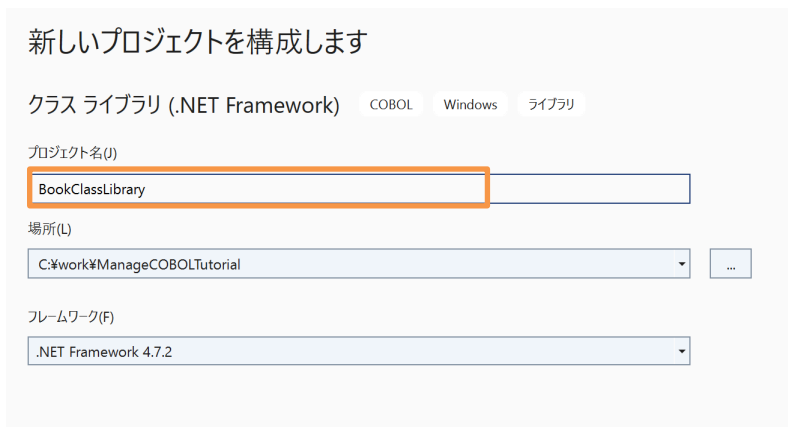 新しいプロジェクトを構成します
クラス ライブラリ (.NET Framework) COBOL Windows ライブラリ
プロジェクト名(J)
BookClassLibrary
場所(L)
C:¥work¥ManageCOBOLTutorial ...
フレームワーク(F)
.NET Framework 4.7.2